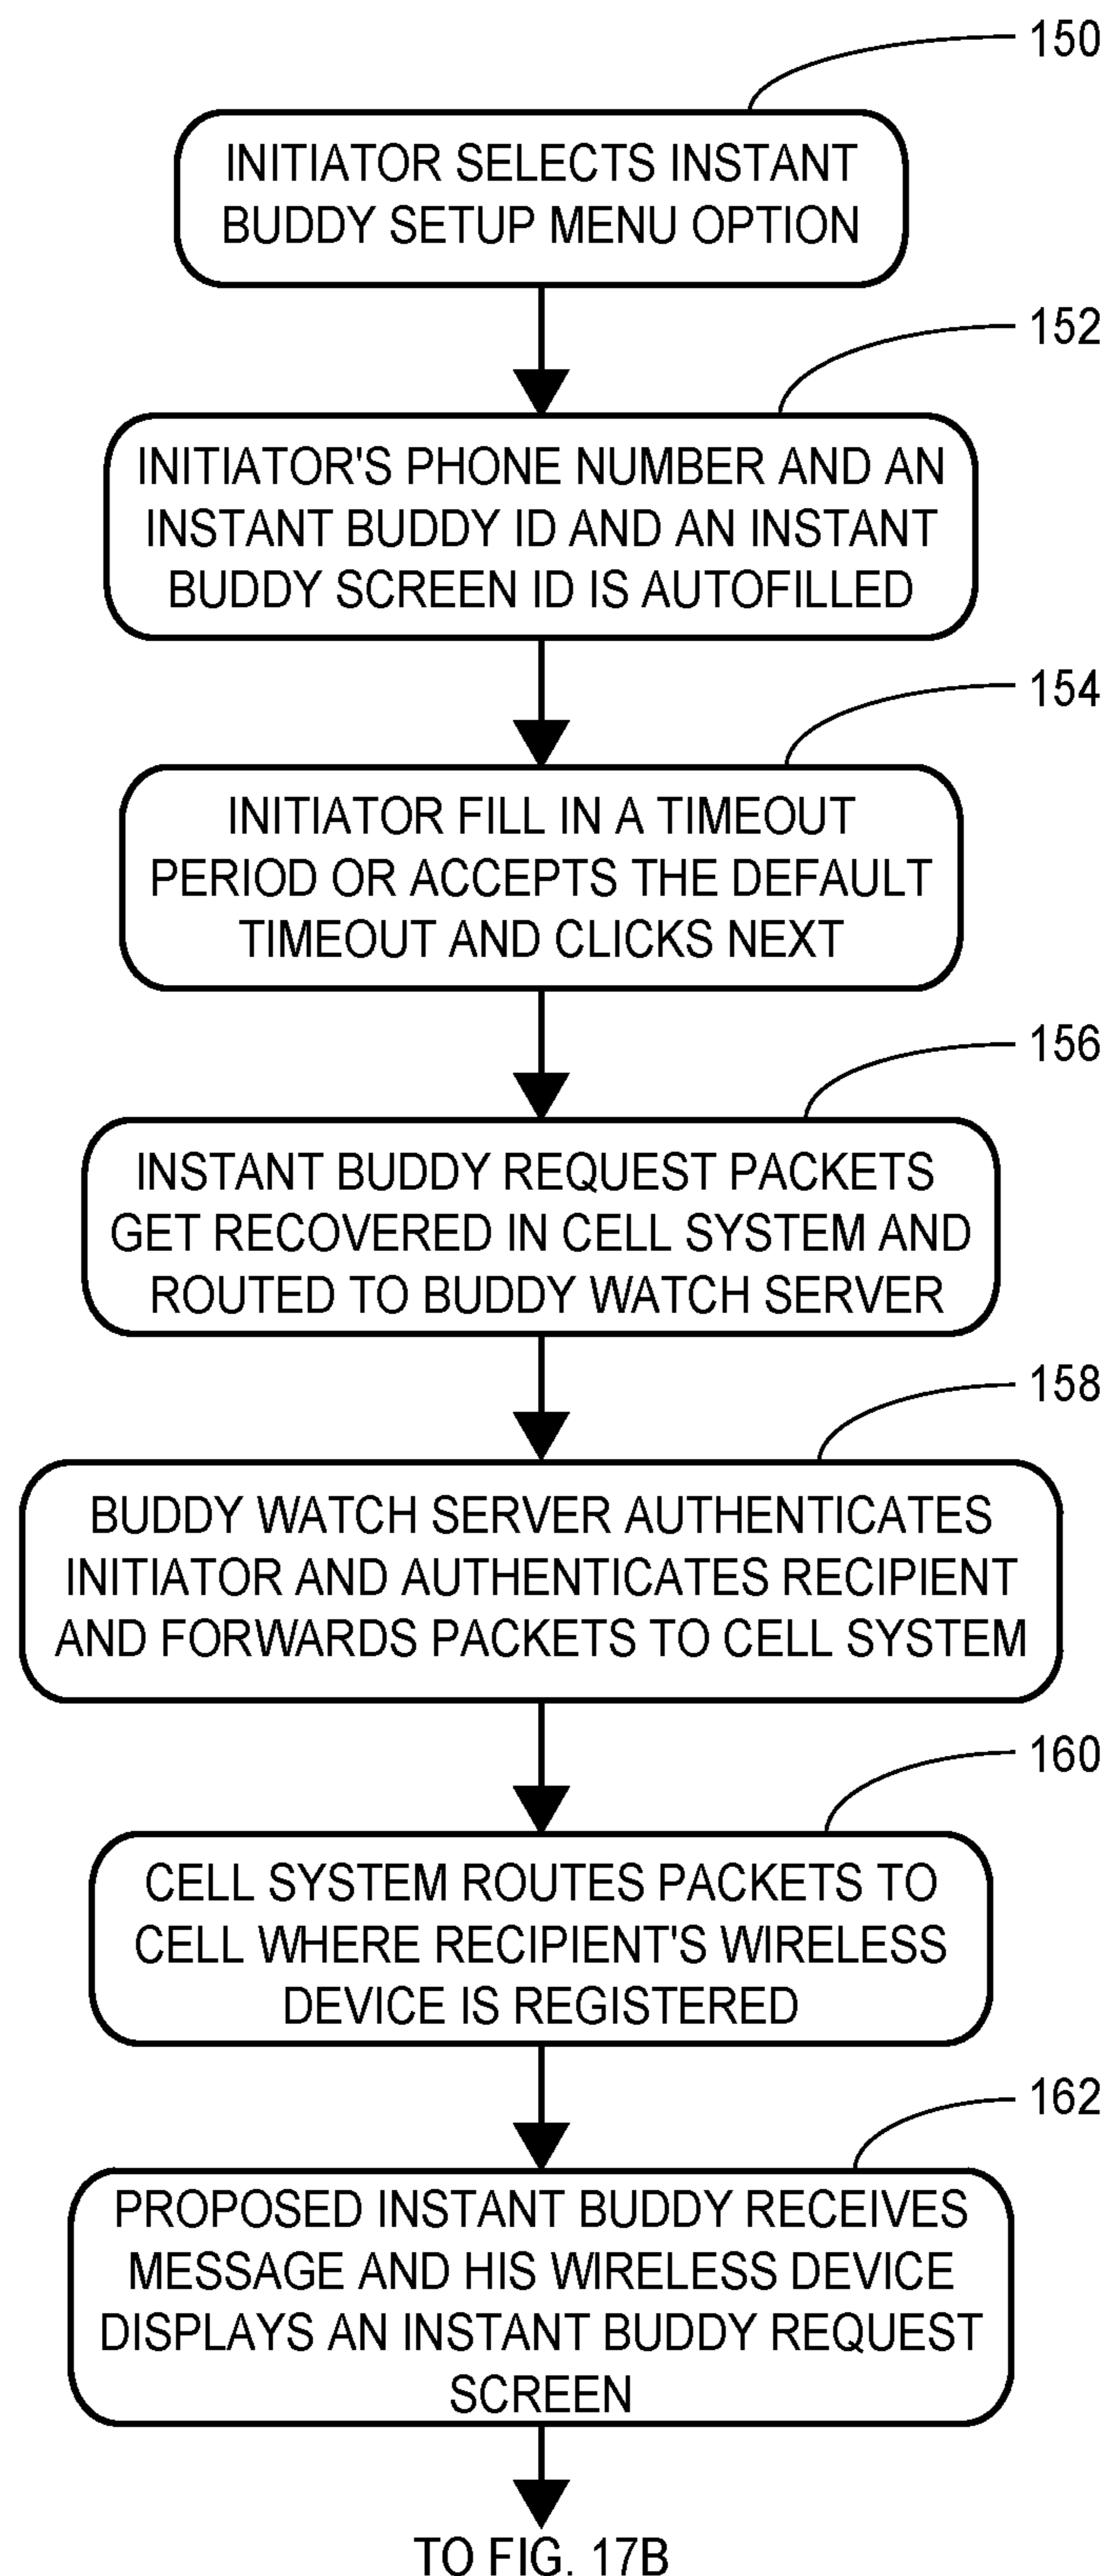 150
INITIATOR SELECTS INSTANT
BUDDY SETUP MENU OPTION
152
INITIATOR'S PHONE NUMBER AND AN
INSTANT BUDDY ID AND AN INSTANT
BUDDY SCREEN ID IS AUTOFILLED
154
INITIATOR FILL IN A TIMEOUT
PERIOD OR ACCEPTS THE DEFAULT
TIMEOUT AND CLICKS NEXT
156
INSTANT BUDDY REQUEST PACKETS
GET RECOVERED IN CELL SYSTEM AND
ROUTED TO BUDDY WATCH SERVER
158
BUDDY WATCH SERVER AUTHENTICATES
INITIATOR AND AUTHENTICATES RECIPIENT
AND FORWARDS PACKETS TO CELL SYSTEM
160
CELL SYSTEM ROUTES PACKETS TO
CELL WHERE RECIPIENT'S WIRELESS
DEVICE IS REGISTERED
162
PROPOSED INSTANT BUDDY RECEIVES
MESSAGE AND HIS WIRELESS DEVICE
DISPLAYS AN INSTANT BUDDY REQUEST
SCREEN
TO FIG. 17B